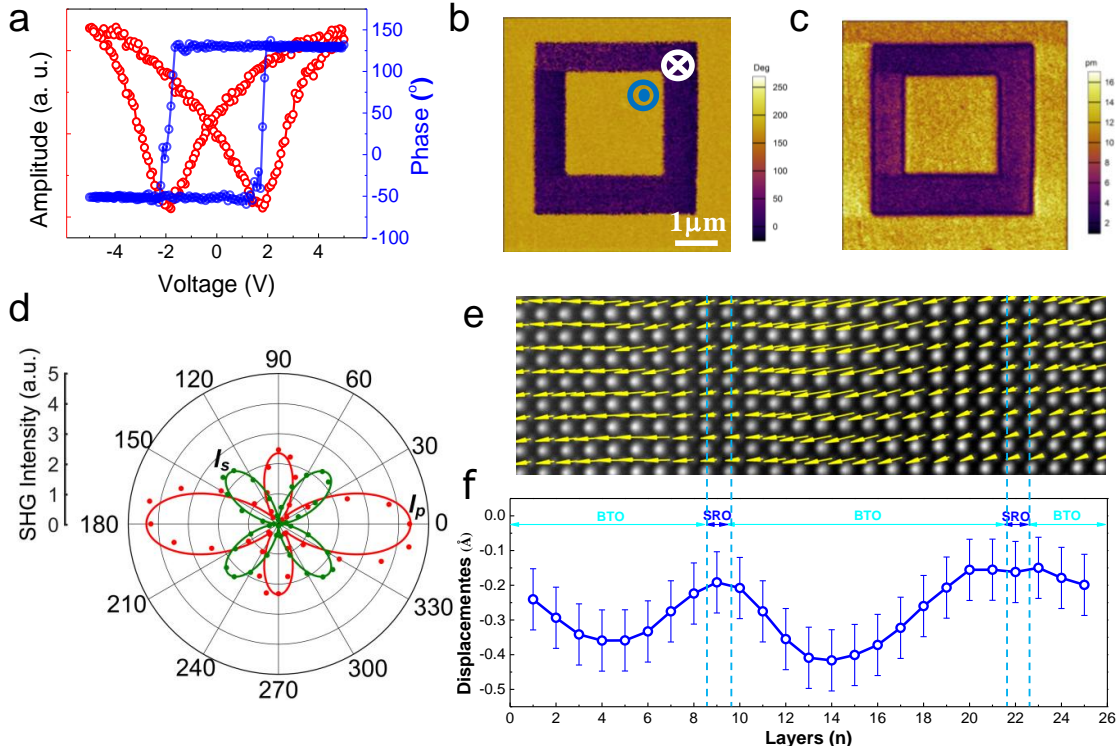 a
Amplitude (a. u.)
150
100
50
0
-50
-100
Phase (°)
-4
-2
0
2
4
Voltage (V)
b
1μm
Deg
250
200
150
100
50
0
c
pm
16
14
12
10
8
6
4
2
d
SHG Intensity (a.u.)
5
4
3
2
1
0
90
60
30
0
330
300
270
240
210
180
150
120
Is
Ip
e
f
BTO
SRO
BTO
SRO
BTO
Displacementes (Å)
0.0
-0.1
-0.2
-0.3
-0.4
-0.5
0 2 4 6 8 10 12 14 16 18 20 22 24 26
Layers (n)